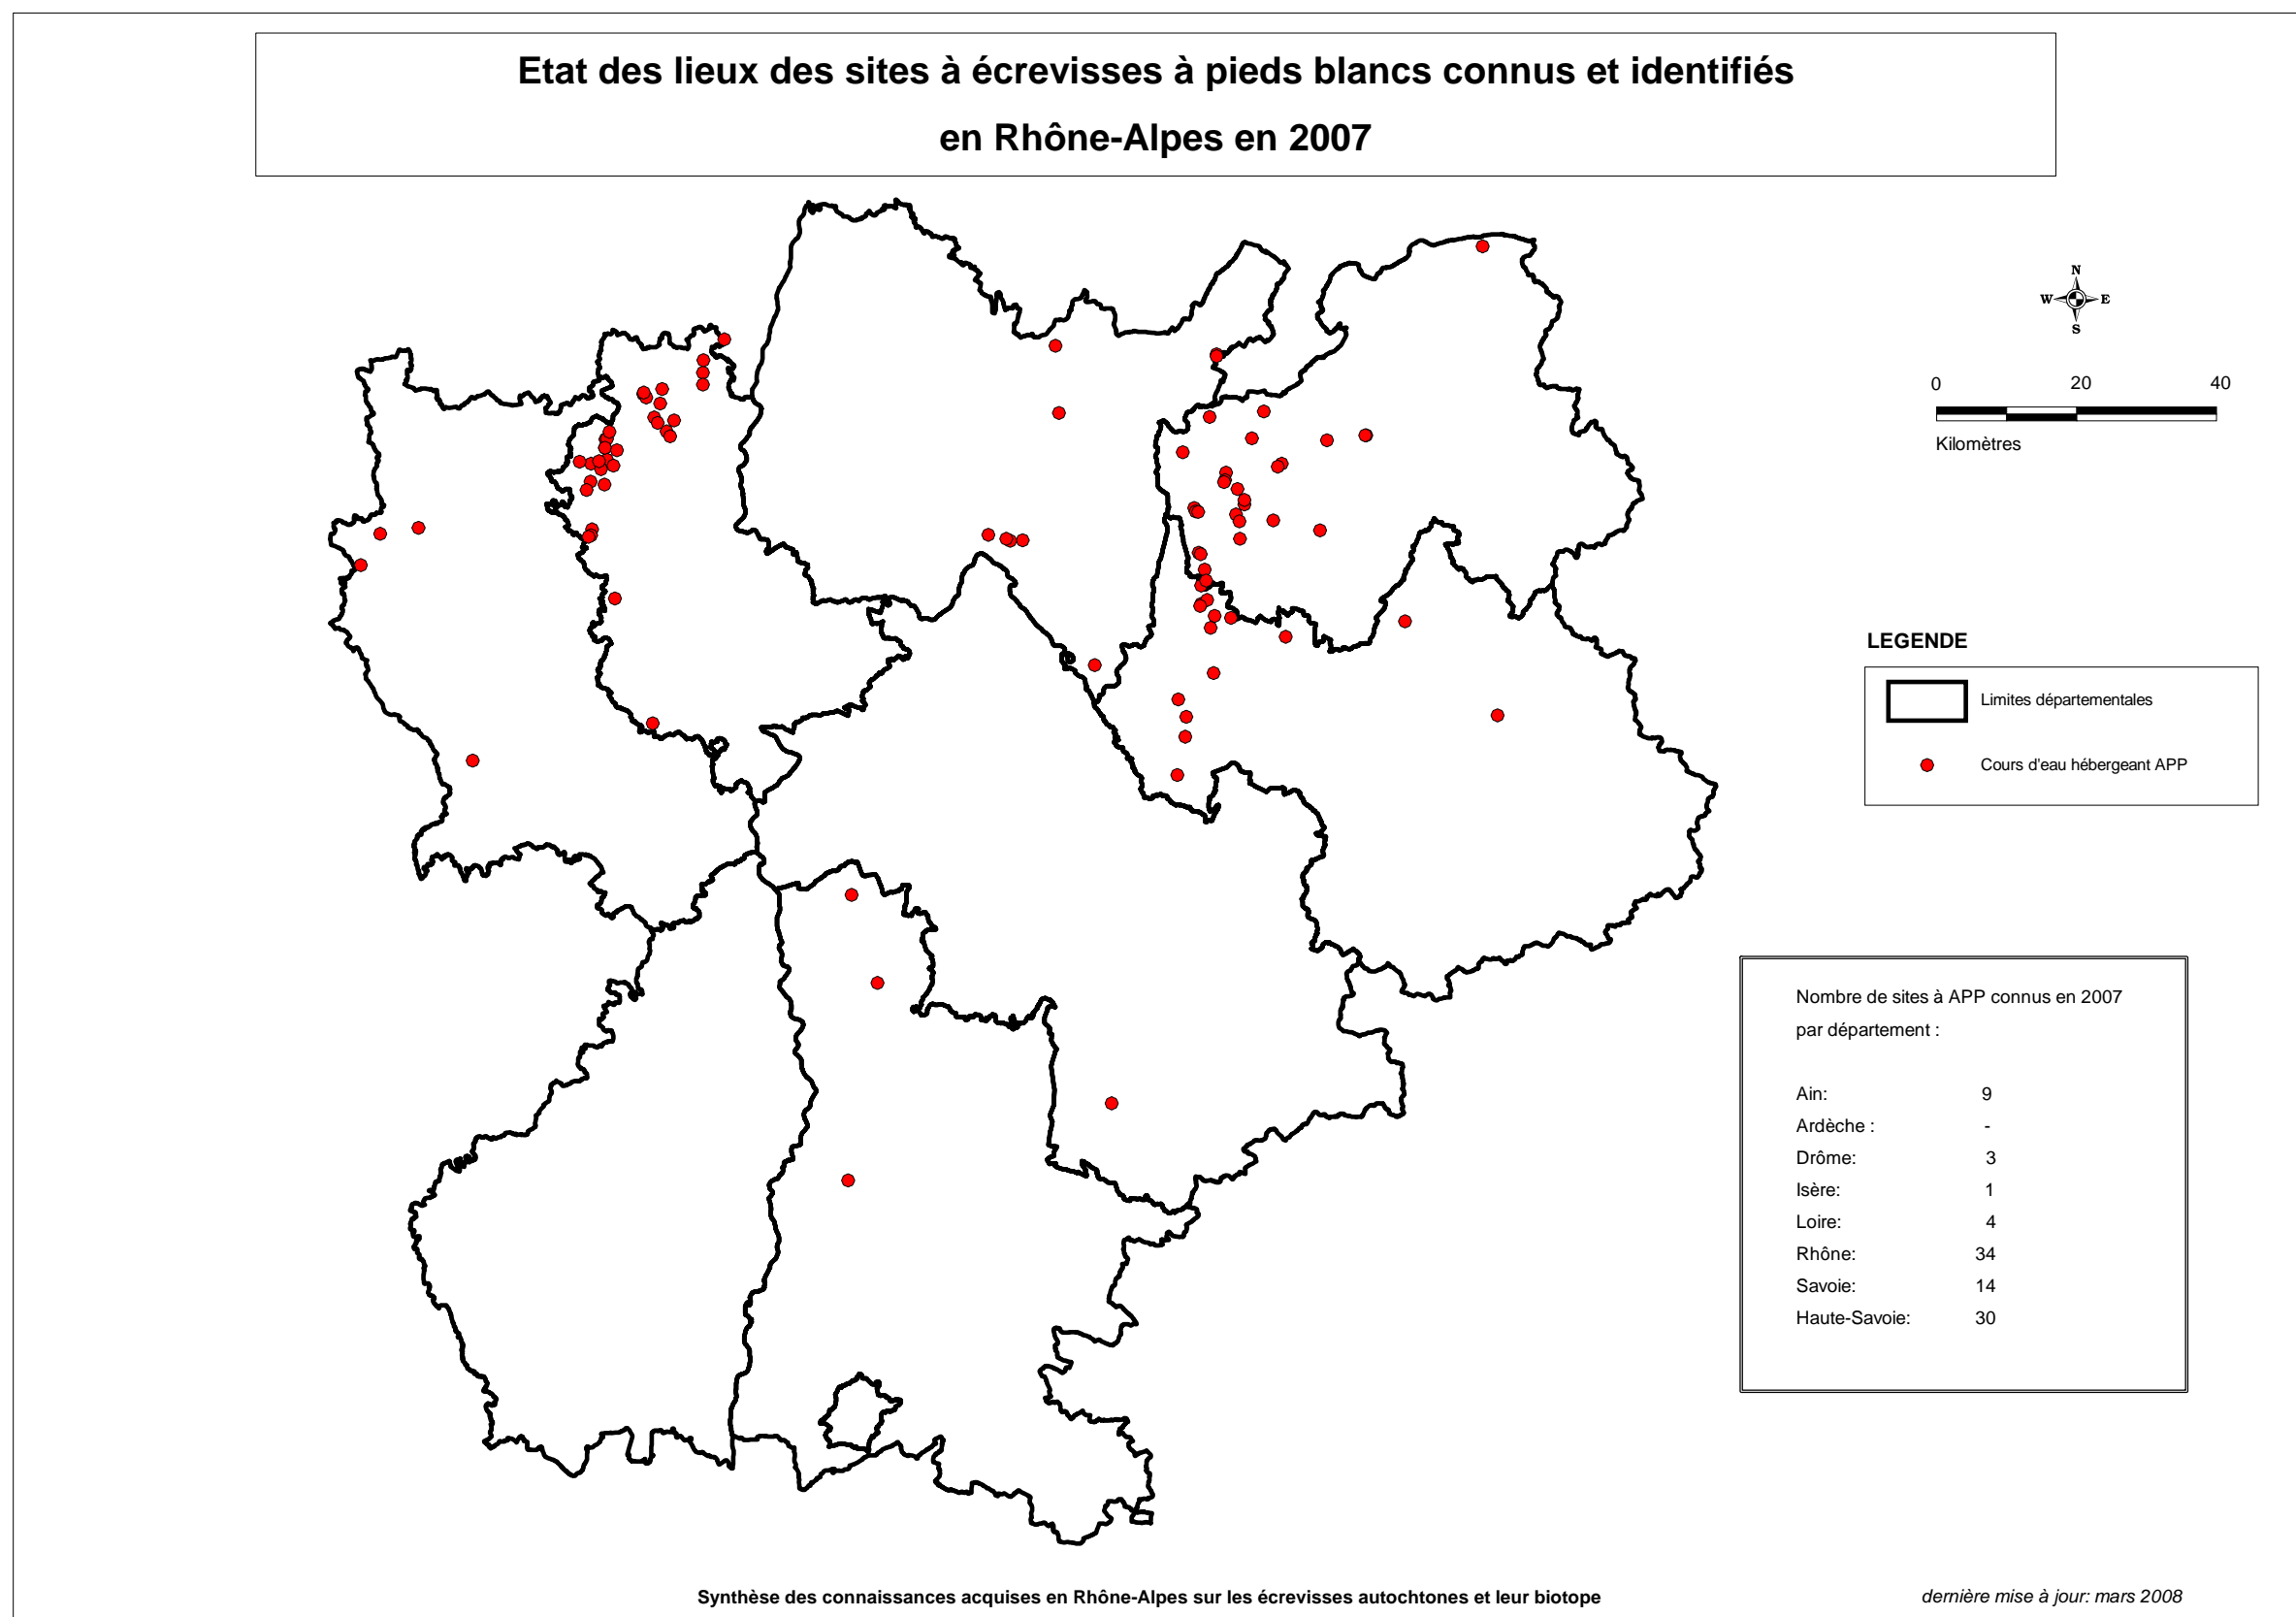 Etat des lieux des sites à écrevisses à pieds blancs connus et identifiés
en Rhône-Alpes en 2007
N
W E
S
0 20 40
Kilomètres
LEGENDE
Limites départementales
Cours d'eau hébergeant APP
Nombre de sites à APP connus en 2007
par département :
Ain: 9
Ardèche : -
Drôme: 3
Isère: 1
Loire: 4
Rhône: 34
Savoie: 14
Haute-Savoie: 30
Synthèse des connaissances acquises en Rhône-Alpes sur les écrevisses autochtones et leur biotope
dernière mise à jour: mars 2008